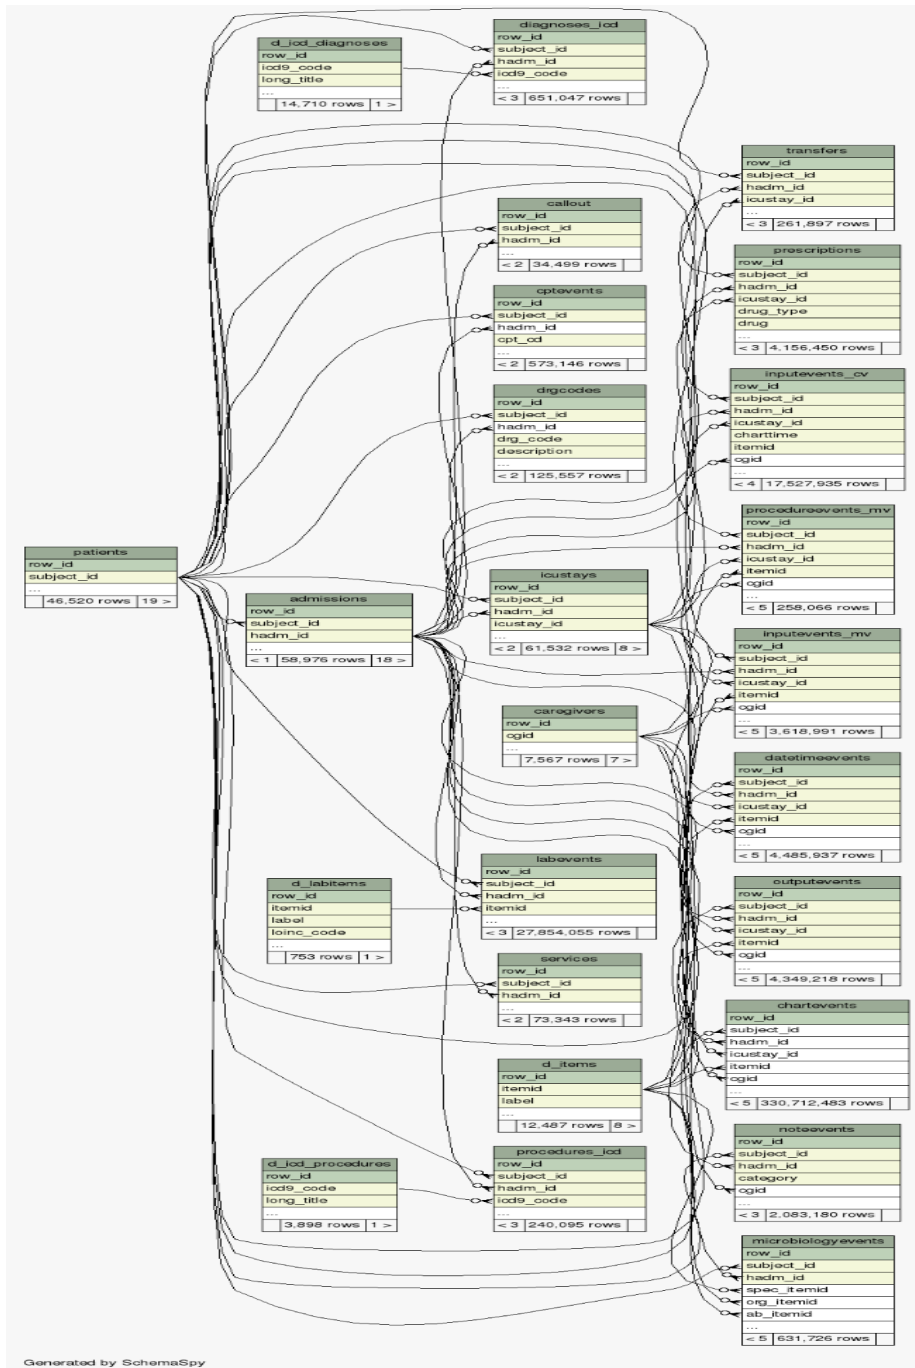 diagnoses_icd
row_id
subject_id
hadm_id
icd9_code
...
< 3 651,047 rows
d_icd_diagnoses
row_id
icd9_code
long_title
...
14,710 rows 1 >
transfers
row_id
subject_id
hadm_id
icustay_id
...
< 3 261,897 rows
callout
row_id
subject_id
hadm_id
...
< 2 34,499 rows
prescriptions
row_id
subject_id
hadm_id
icustay_id
drug_type
drug
...
< 3 4,156,450 rows
cptevents
row_id
subject_id
hadm_id
cpt_cd
...
< 2 573,146 rows
inputevents_cv
row_id
subject_id
hadm_id
icustay_id
charttime
itemid
cgid
...
< 4 17,527,935 rows
drgcodes
row_id
subject_id
hadm_id
drg_code
description
...
< 2 125,557 rows
procedureevents_mv
row_id
subject_id
hadm_id
icustay_id
itemid
cgid
...
< 5 258,066 rows
patients
row_id
subject_id
...
46,520 rows 19 >
admissions
row_id
subject_id
hadm_id
...
< 1 58,976 rows 18 >
icustays
row_id
subject_id
hadm_id
icustay_id
...
< 2 61,532 rows 8 >
inputevents_mv
row_id
subject_id
hadm_id
icustay_id
itemid
cgid
...
< 5 3,618,991 rows
caregivers
row_id
cgid
...
7,567 rows 7 >
datetimeevents
row_id
subject_id
hadm_id
icustay_id
itemid
cgid
...
< 5 4,485,937 rows
labevents
row_id
subject_id
hadm_id
itemid
...
< 3 27,854,055 rows
d_labitems
row_id
itemid
label
loinc_code
...
753 rows 1 >
outputevents
row_id
subject_id
hadm_id
icustay_id
itemid
cgid
...
< 5 4,349,218 rows
services
row_id
subject_id
hadm_id
...
< 2 73,343 rows
chartevents
row_id
subject_id
hadm_id
icustay_id
itemid
cgid
...
< 5 330,712,483 rows
d_items
row_id
itemid
label
...
12,487 rows 8 >
noteevents
row_id
subject_id
hadm_id
category
cgid
...
< 3 2,083,180 rows
procedures_icd
row_id
subject_id
hadm_id
icd9_code
...
< 3 240,095 rows
d_icd_procedures
row_id
icd9_code
long_title
...
3,898 rows 1 >
microbiologyevents
row_id
subject_id
hadm_id
spec_itemid
org_itemid
ab_itemid
...
< 5 631,726 rows
Generated by SchemaSpy